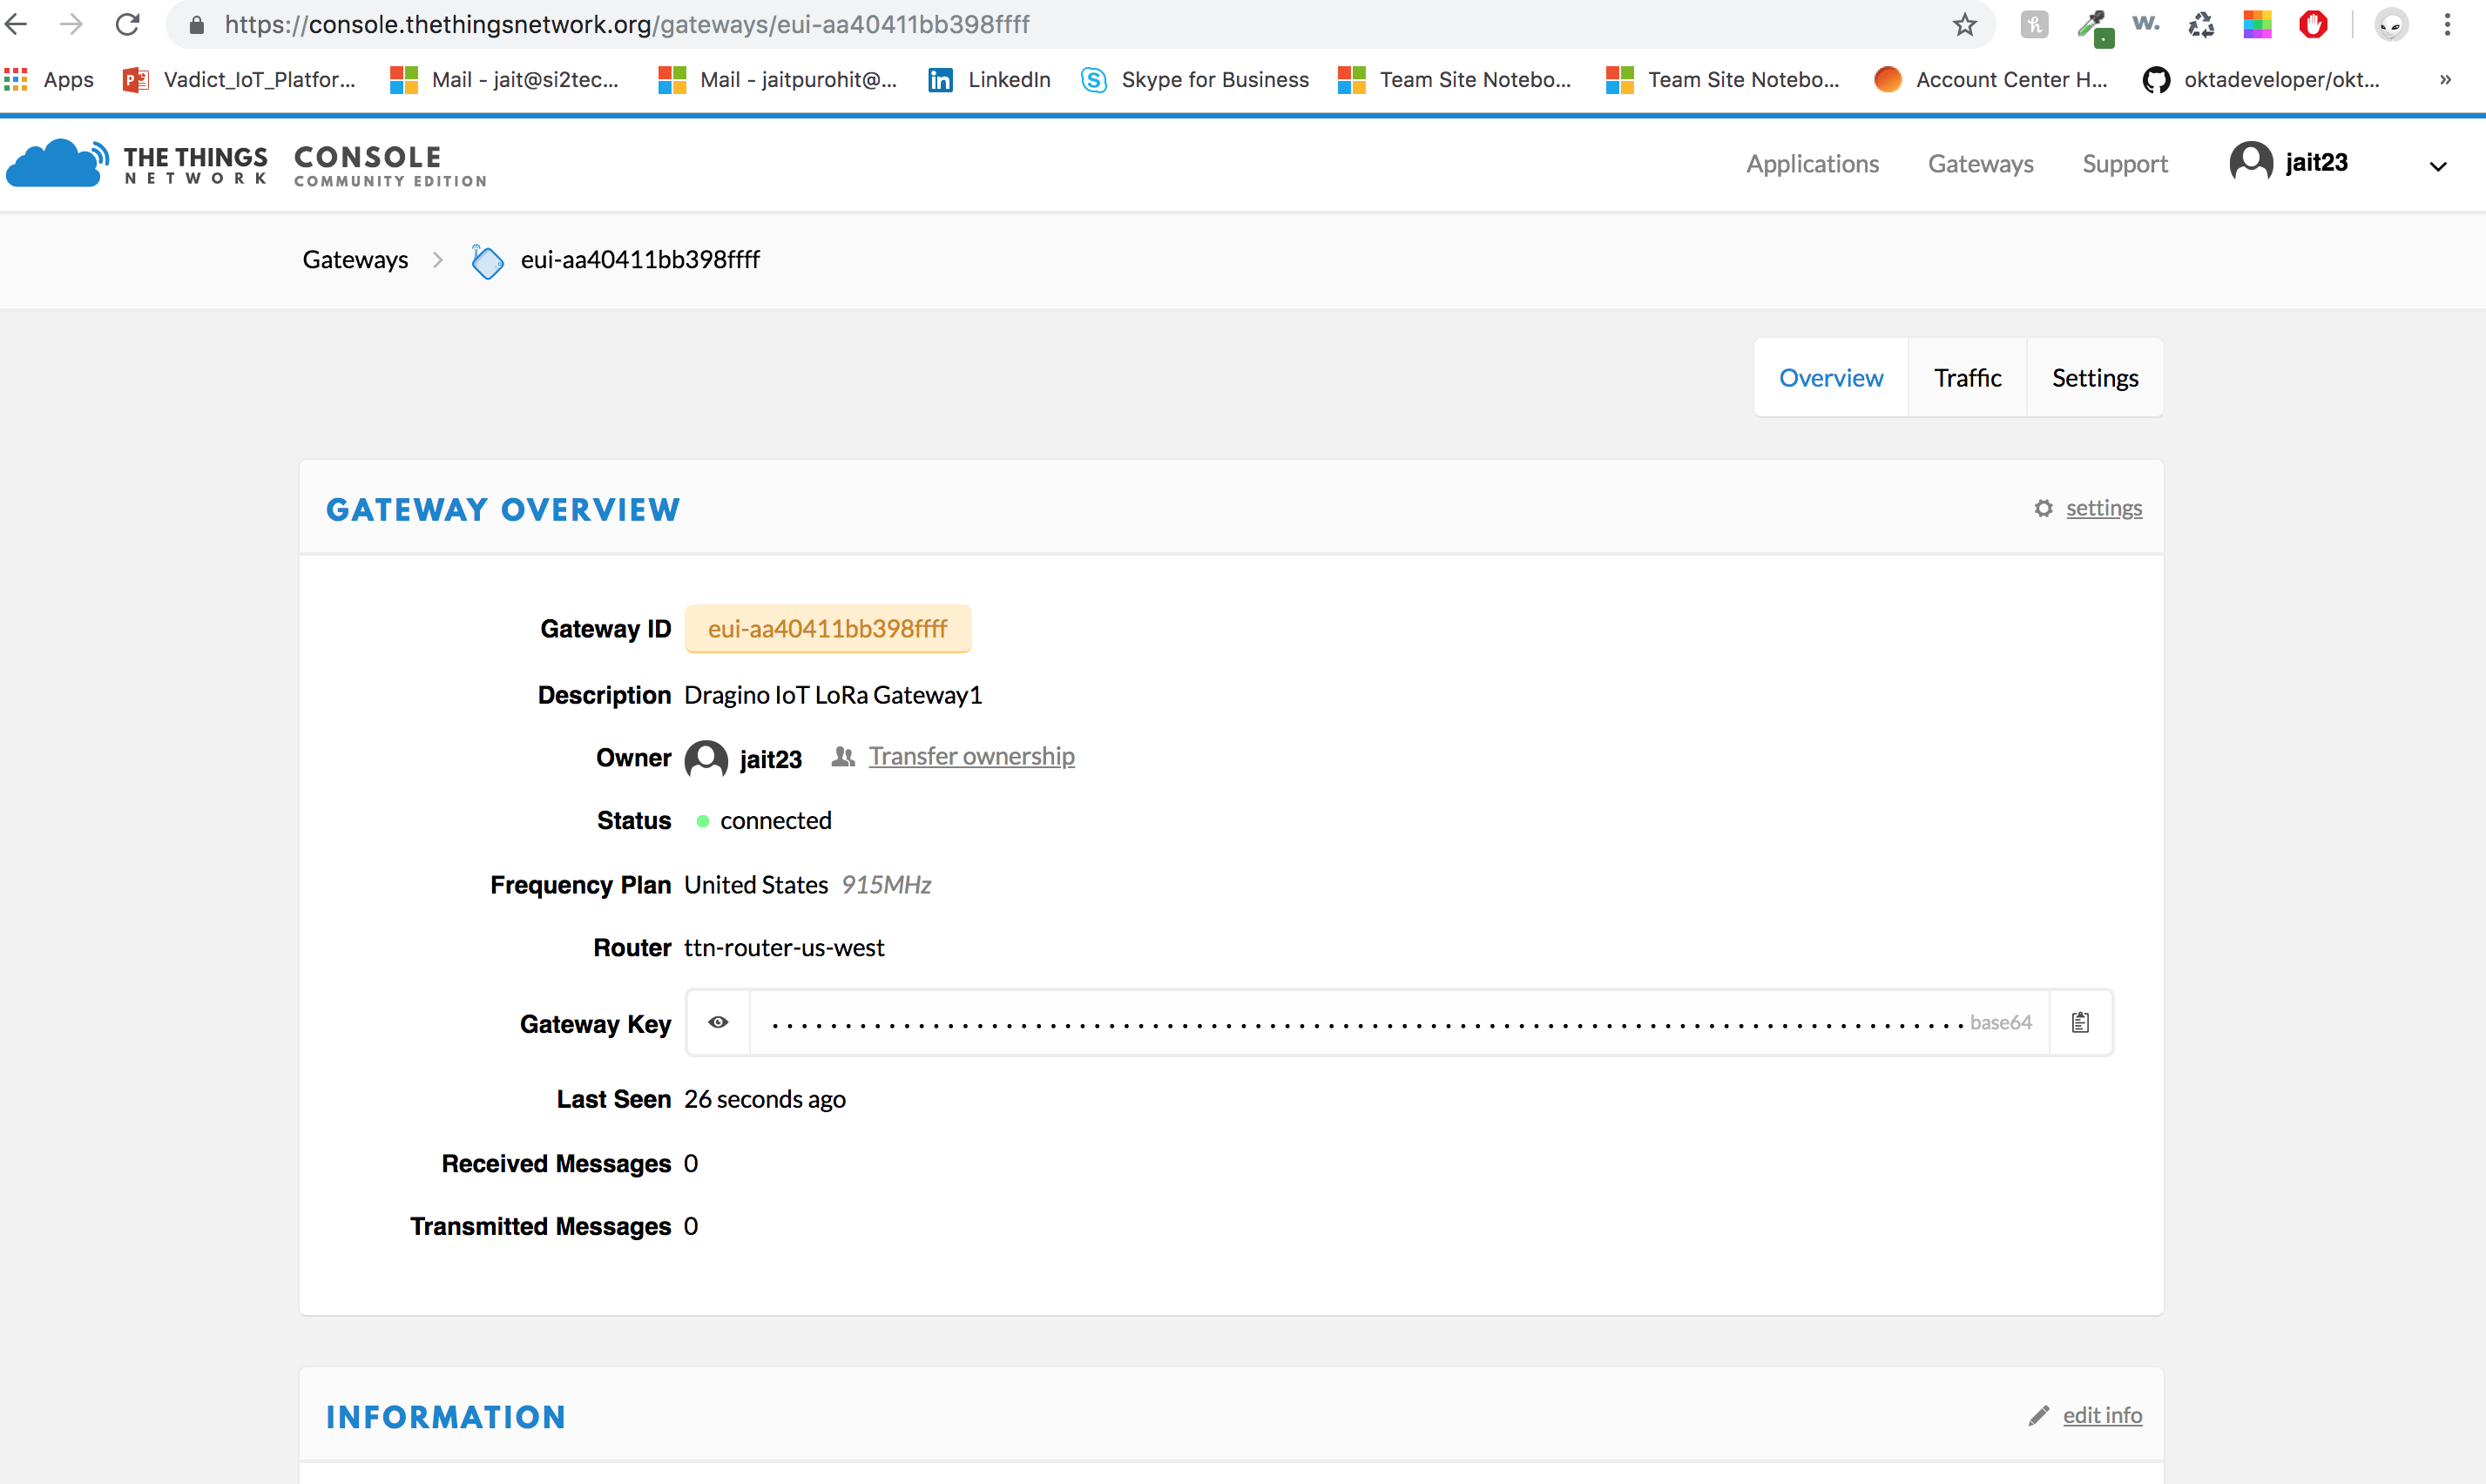 https://console.thethingsnetwork.org/gateways/eui-aa40411bb398ffff
Apps Vadict_IoT_Platfor... Mail - jait@si2tec... Mail - jaitpurohit@... LinkedIn Skype for Business Team Site Notebo... Team Site Notebo... Account Center H... oktadeveloper/okt... »
THE THINGS NETWORK CONSOLE COMMUNITY EDITION Applications Gateways Support jait23
Gateways > eui-aa40411bb398ffff
Overview Traffic Settings
GATEWAY OVERVIEW settings
Gateway ID eui-aa40411bb398ffff
Description Dragino IoT LoRa Gateway1
Owner jait23 Transfer ownership
Status connected
Frequency Plan United States 915MHz
Router ttn-router-us-west
Gateway Key base64
Last Seen 26 seconds ago
Received Messages 0
Transmitted Messages 0
INFORMATION edit info